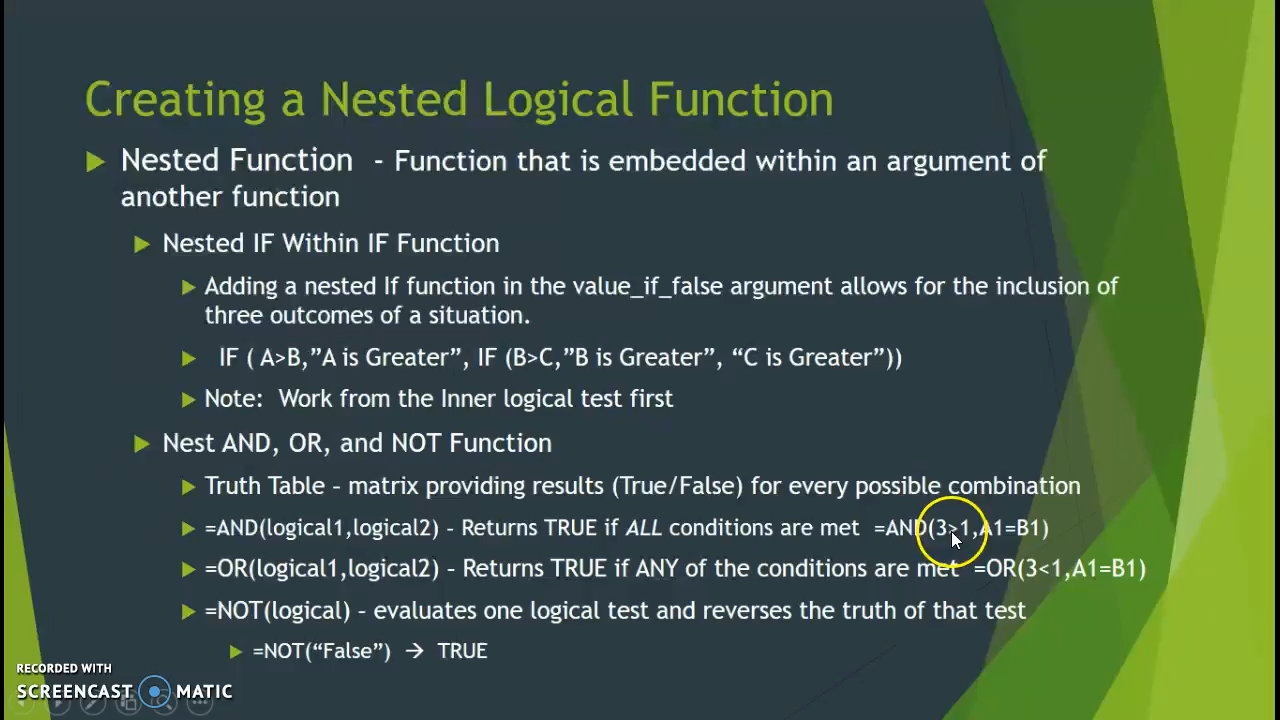 Creating a Nested Logical Function
Nested Function - Function that is embedded within an argument of
another function
Nested IF Within IF Function
Adding a nested If function in the value_if_false argument allows for the inclusion of
three outcomes of a situation.
IF ( A>B,”A is Greater”, IF (B>C,”B is Greater”, “C is Greater”))
Note: Work from the Inner logical test first
Nest AND, OR, and NOT Function
Truth Table – matrix providing results (True/False) for every possible combination
=AND(logical1,logical2) – Returns TRUE if ALL conditions are met =AND(3>1,A1=B1)
=OR(logical1,logical2) – Returns TRUE if ANY of the conditions are met =OR(3<1,A1=B1)
=NOT(logical) – evaluates one logical test and reverses the truth of that test
=NOT(“False”) → TRUE
RECORDED WITH
SCREENCAST MATIC